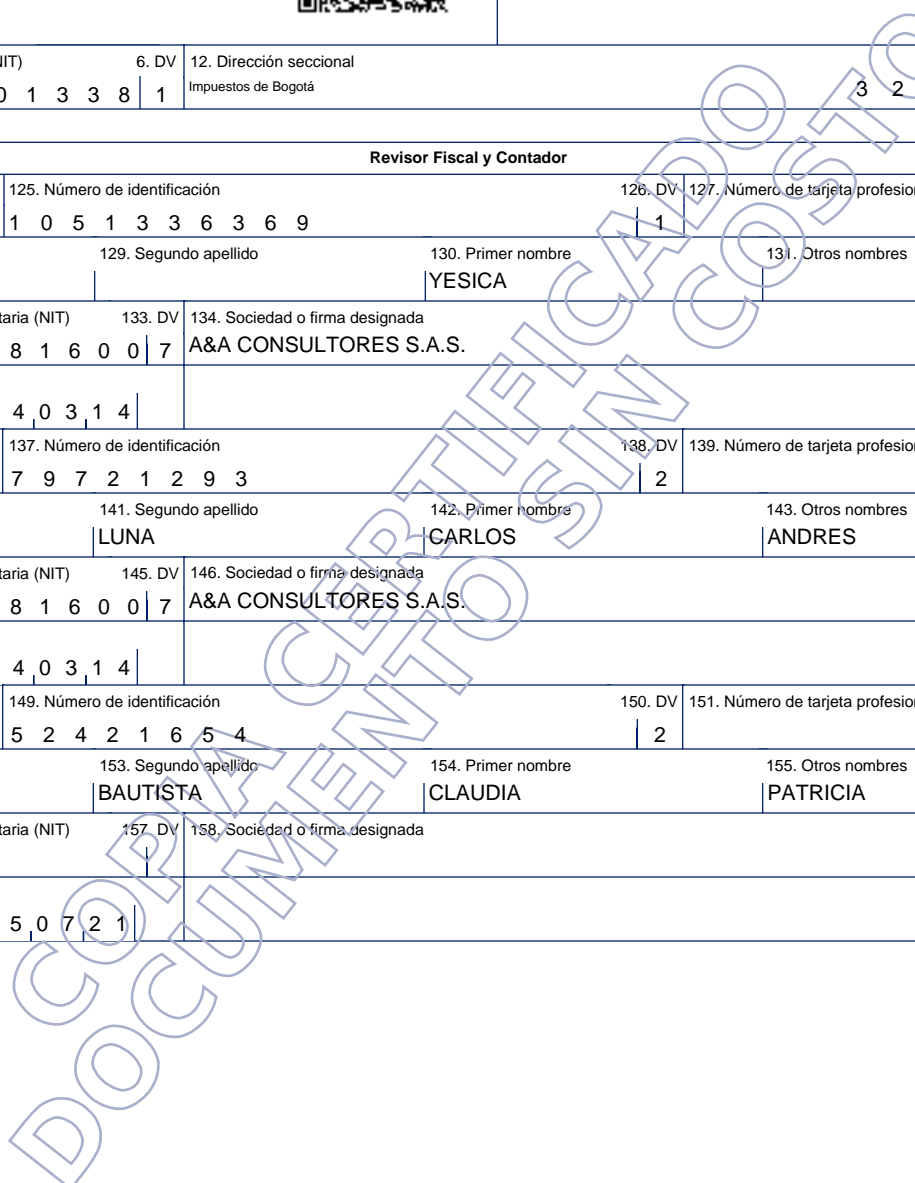 NIT) 6. DV 12. Dirección seccional
0 1 3 3 8 1 Impuestos de Bogotá 3 2
Revisor Fiscal y Contador
125. Número de identificación 126. DV 127. Número de tarjeta profesion
1 0 5 1 3 3 6 3 6 9 1
129. Segundo apellido 130. Primer nombre 131. Otros nombres
YESICA
taria (NIT) 133. DV 134. Sociedad o firma designada
8 1 6 0 0 7 A&A CONSULTORES S.A.S.
4 0 3 1 4
137. Número de identificación 138. DV 139. Número de tarjeta profesion
7 9 7 2 1 2 9 3 2
141. Segundo apellido 142. Primer nombre 143. Otros nombres
LUNA CARLOS ANDRES
taria (NIT) 145. DV 146. Sociedad o firma designada
8 1 6 0 0 7 A&A CONSULTORES S.A.S.
4 0 3 1 4
149. Número de identificación 150. DV 151. Número de tarjeta profesion
5 2 4 2 1 6 5 4 2
153. Segundo apellido 154. Primer nombre 155. Otros nombres
BAUTISTA CLAUDIA PATRICIA
taria (NIT) 157. DV 158. Sociedad o firma designada
5 0 7 2 1
COPIA CERTIFICADO
DOCUMENTO SIN COSTO